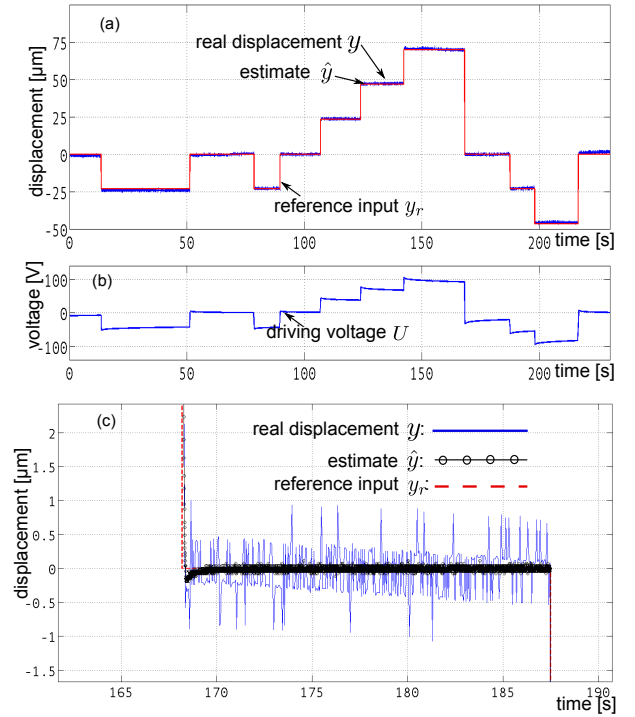 (a)
displacement [µm]
75
50
25
0
-25
-50
real displacement y
estimate ŷ
reference input y_r
0
50
100
150
200
time [s]
(b)
voltage [V]
100
0
100
driving voltage U
0
50
100
150
200
time [s]
(c)
displacement [µm]
2
1.5
1
0.5
0
-0.5
-1
-1.5
real displacement y:
estimate ŷ:
reference input y_r:
165
170
175
180
185
190
time [s]